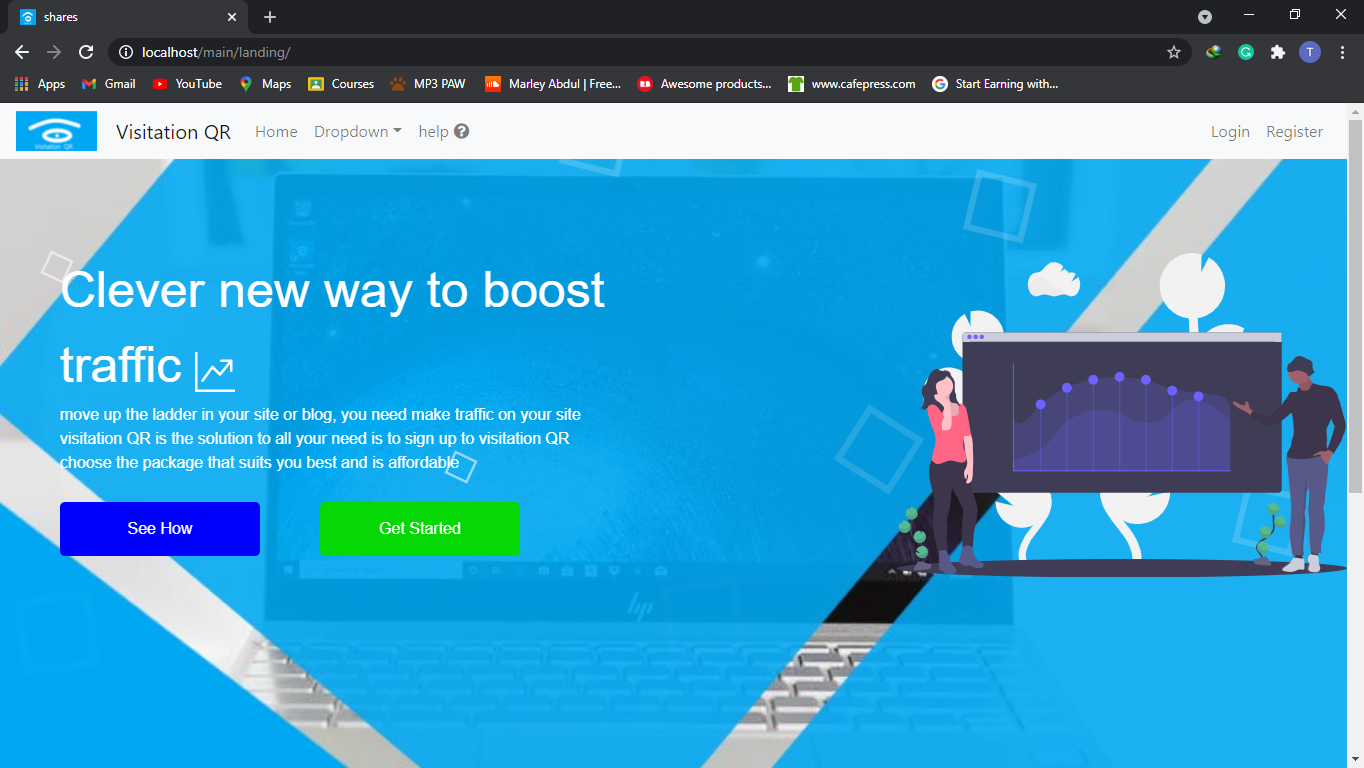 shares
localhost/main/landing/
Apps
Gmail
YouTube
Maps
Courses
MP3 PAW
Marley Abdul | Free...
Awesome products...
www.cafepress.com
Start Earning with...
T
Visitation QR
Visitation QR
Home
Dropdown
help
Login
Register
Clever new way to boost
traffic
move up the ladder in your site or blog, you need make traffic on your site
visitation QR is the solution to all your need is to sign up to visitation QR
choose the package that suits you best and is affordable
See How
Get Started
hp